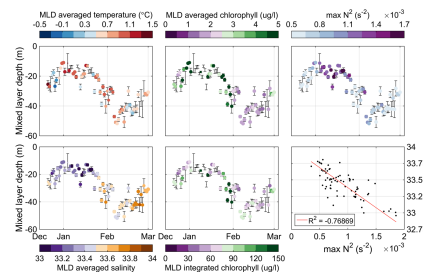 MLD averaged temperature (°C)
-0.5 -0.1 0.3 0.7 1.1 1.5
MLD averaged chlorophyll (ug/l)
0 1 2 3 4 5
max N² (s⁻²) ×10⁻³
0.5 0.8 1.1 1.4 1.7
Mixed layer depth (m)
0
-20
-40
-60
Mixed layer depth (m)
0
-20
-40
-60
Dec Jan Feb Mar
Dec Jan Feb Mar
34
33.7
33.5
33.2
33.0
32.7
R² = -0.76869
0 0.5 1 1.5 2
max N² (s⁻²) ×10⁻³
33 33.2 33.4 33.6 33.8 34
MLD averaged salinity
0 30 60 90 120 150
MLD integrated chlorophyll (ug/l)